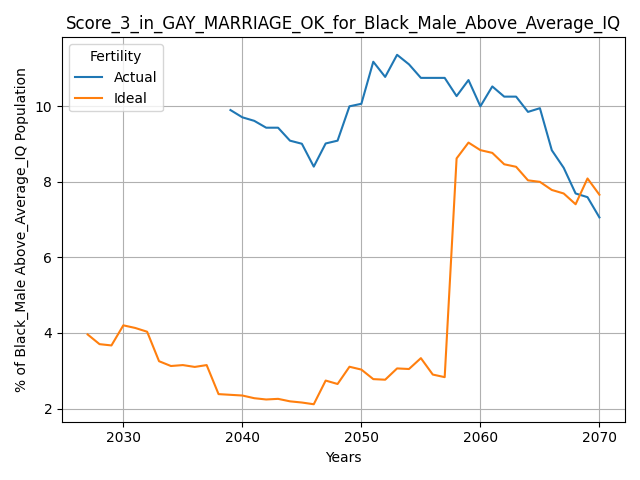 Score_3_in_GAY_MARRIAGE_OK_for_Black_Male_Above_Average_IQ
Fertility
Actual
Ideal
% of Black_Male Above_Average_IQ Population
10
8
6
4
2
2030
2040
2050
2060
2070
Years